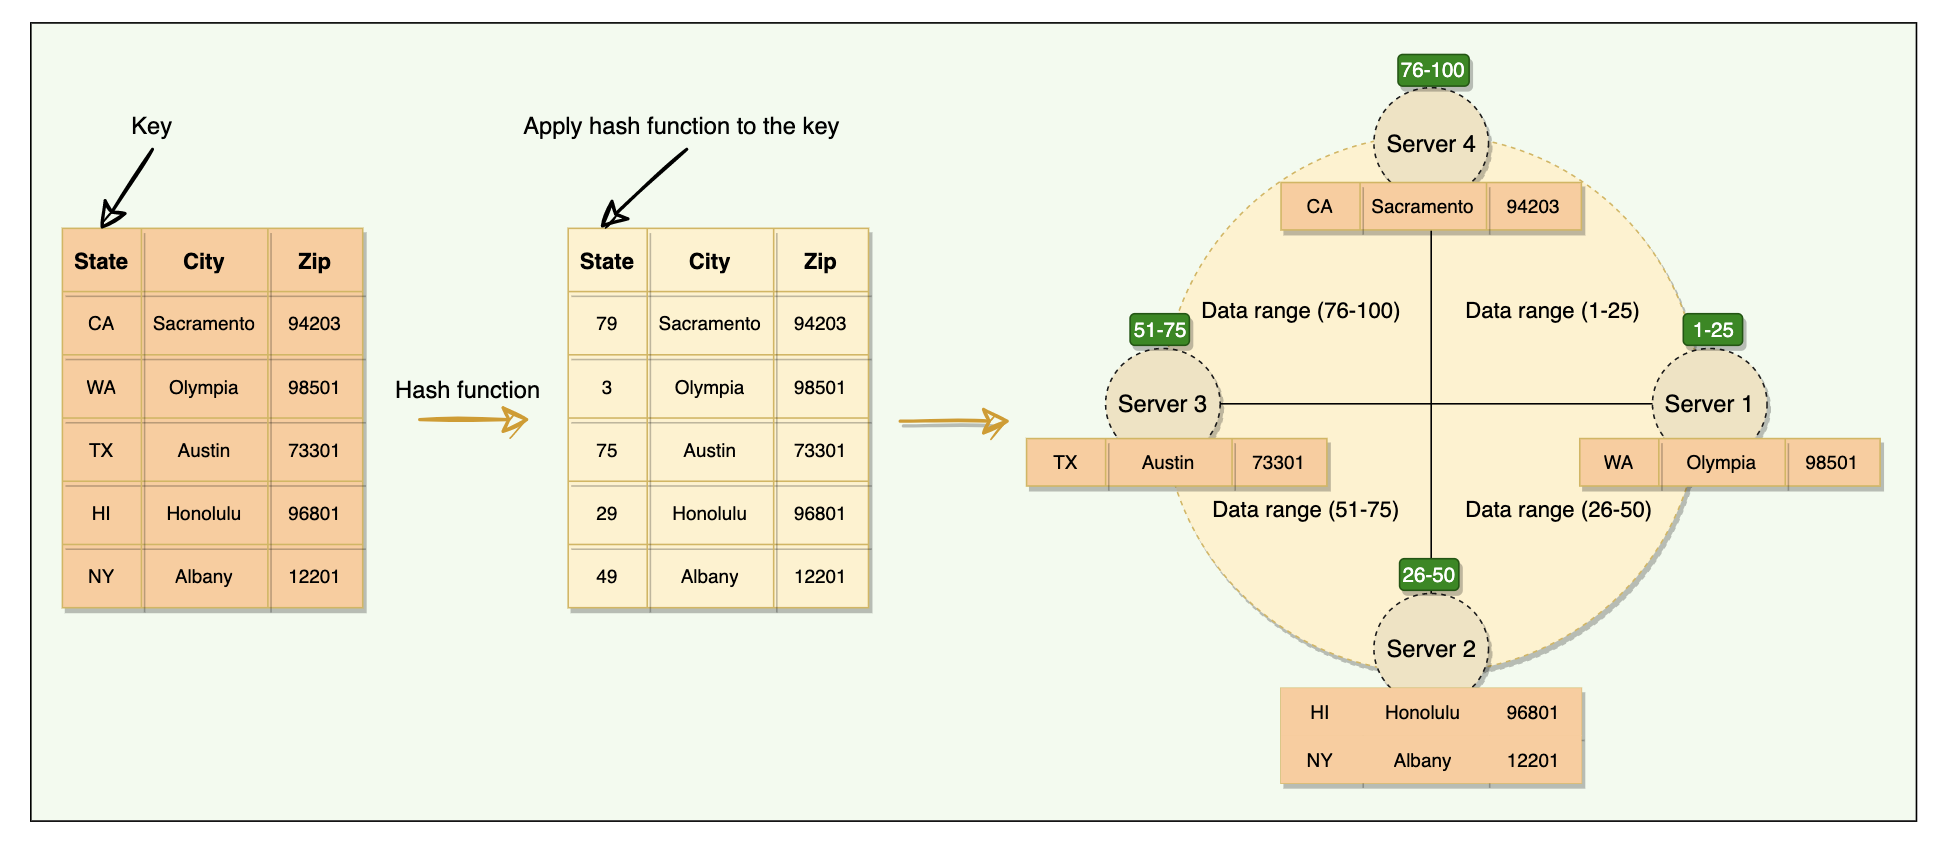 Key
State City Zip
CA Sacramento 94203
WA Olympia 98501
TX Austin 73301
HI Honolulu 96801
NY Albany 12201
Hash function
Apply hash function to the key
State City Zip
79 Sacramento 94203
3 Olympia 98501
75 Austin 73301
29 Honolulu 96801
49 Albany 12201
76-100
Server 4
CA Sacramento 94203
Data range (76-100)
Data range (1-25)
51-75
Server 3
TX Austin 73301
1-25
Server 1
WA Olympia 98501
Data range (51-75)
Data range (26-50)
26-50
Server 2
HI Honolulu 96801
NY Albany 12201